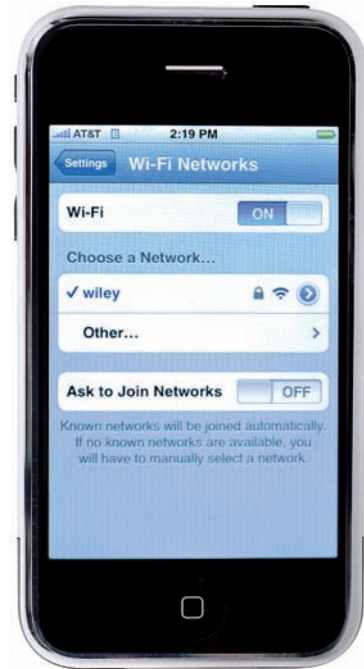 AT&T 2:19 PM
Settings Wi-Fi Networks
Wi-Fi ON
Choose a Network...
wiley
Other...
Ask to Join Networks OFF
Known networks will be joined automatically.
If no known networks are available, you
will have to manually select a network.